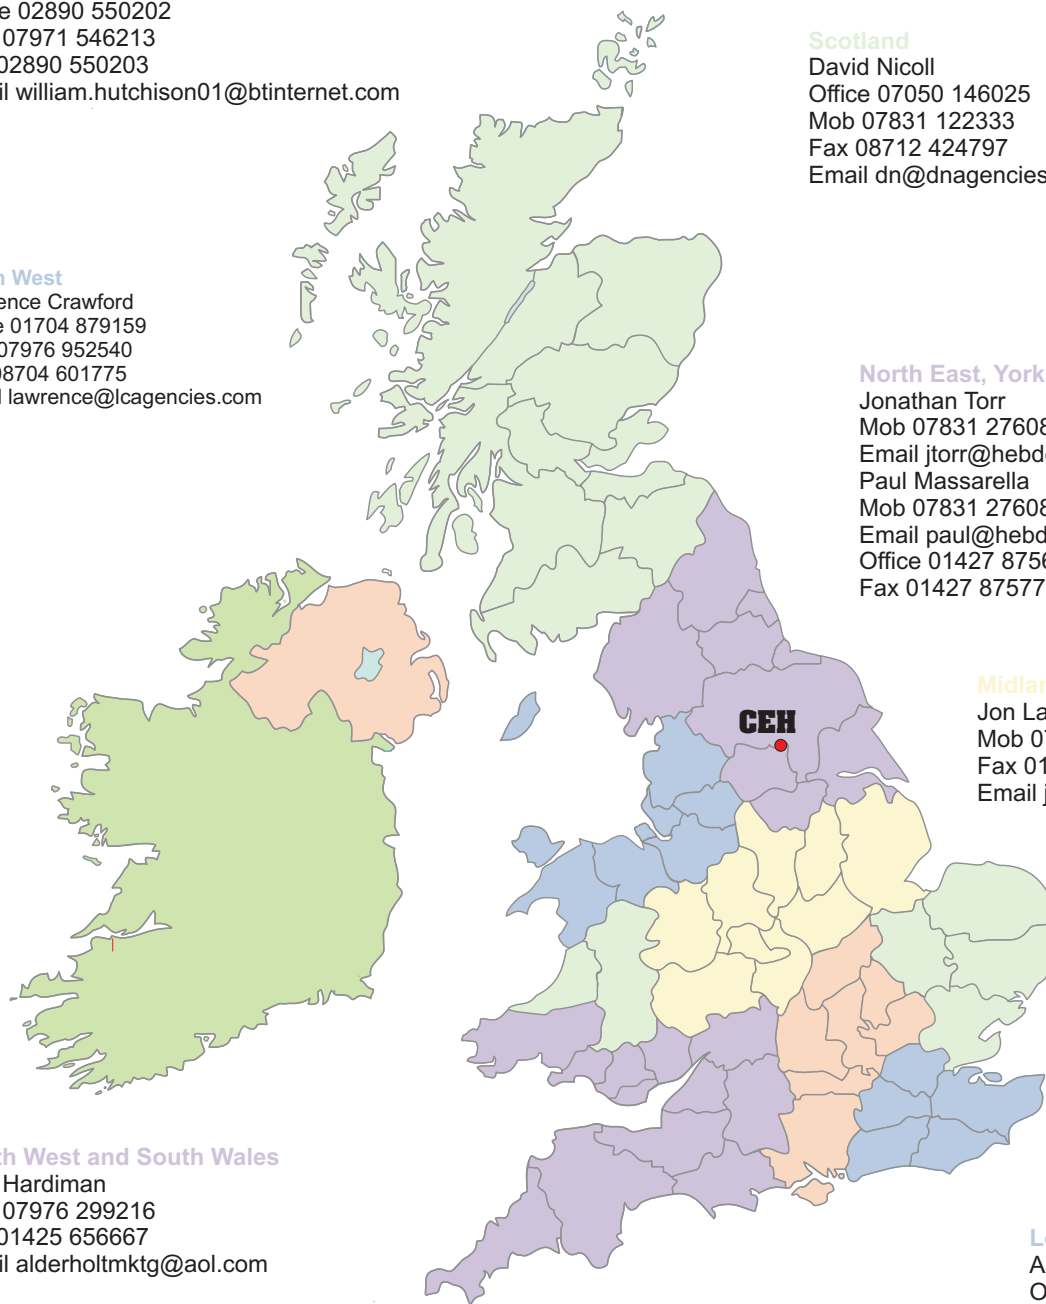 e 02890 550202
07971 546213
02890 550203
il william.hutchison01@btinternet.com
Scotland
David Nicoll
Office 07050 146025
Mob 07831 122333
Fax 08712 424797
Email dn@dnagencies
West
ence Crawford
e 01704 879159
07976 952540
08704 601775
l lawrence@lcagencies.com
North East, York
Jonathan Torr
Mob 07831 27608
Email jtorr@hebd
Paul Massarella
Mob 07831 27608
Email paul@hebd
Office 01427 8756
Fax 01427 87577
Midlan
Jon La
Mob 07
Fax 01
Email j
CEH
th West and South Wales
Hardiman
07976 299216
01425 656667
il alderholtmktg@aol.com
L
A
O